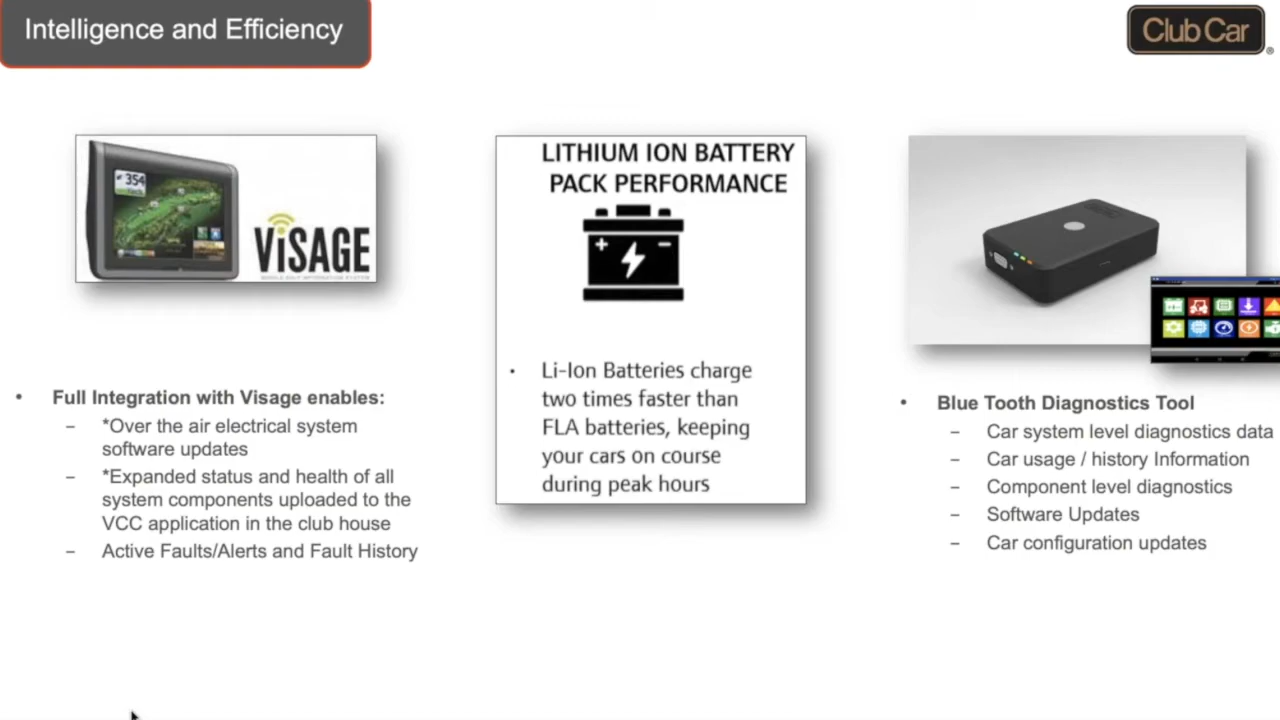 Intelligence and Efficiency
Club Car
®
354
ViSAGE
LITHIUM ION BATTERY
PACK PERFORMANCE
• Li-Ion Batteries charge
two times faster than
FLA batteries, keeping
your cars on course
during peak hours
• Full Integration with Visage enables:
– *Over the air electrical system
software updates
– *Expanded status and health of all
system components uploaded to the
VCC application in the club house
– Active Faults/Alerts and Fault History
• Blue Tooth Diagnostics Tool
– Car system level diagnostics data
– Car usage / history Information
– Component level diagnostics
– Software Updates
– Car configuration updates